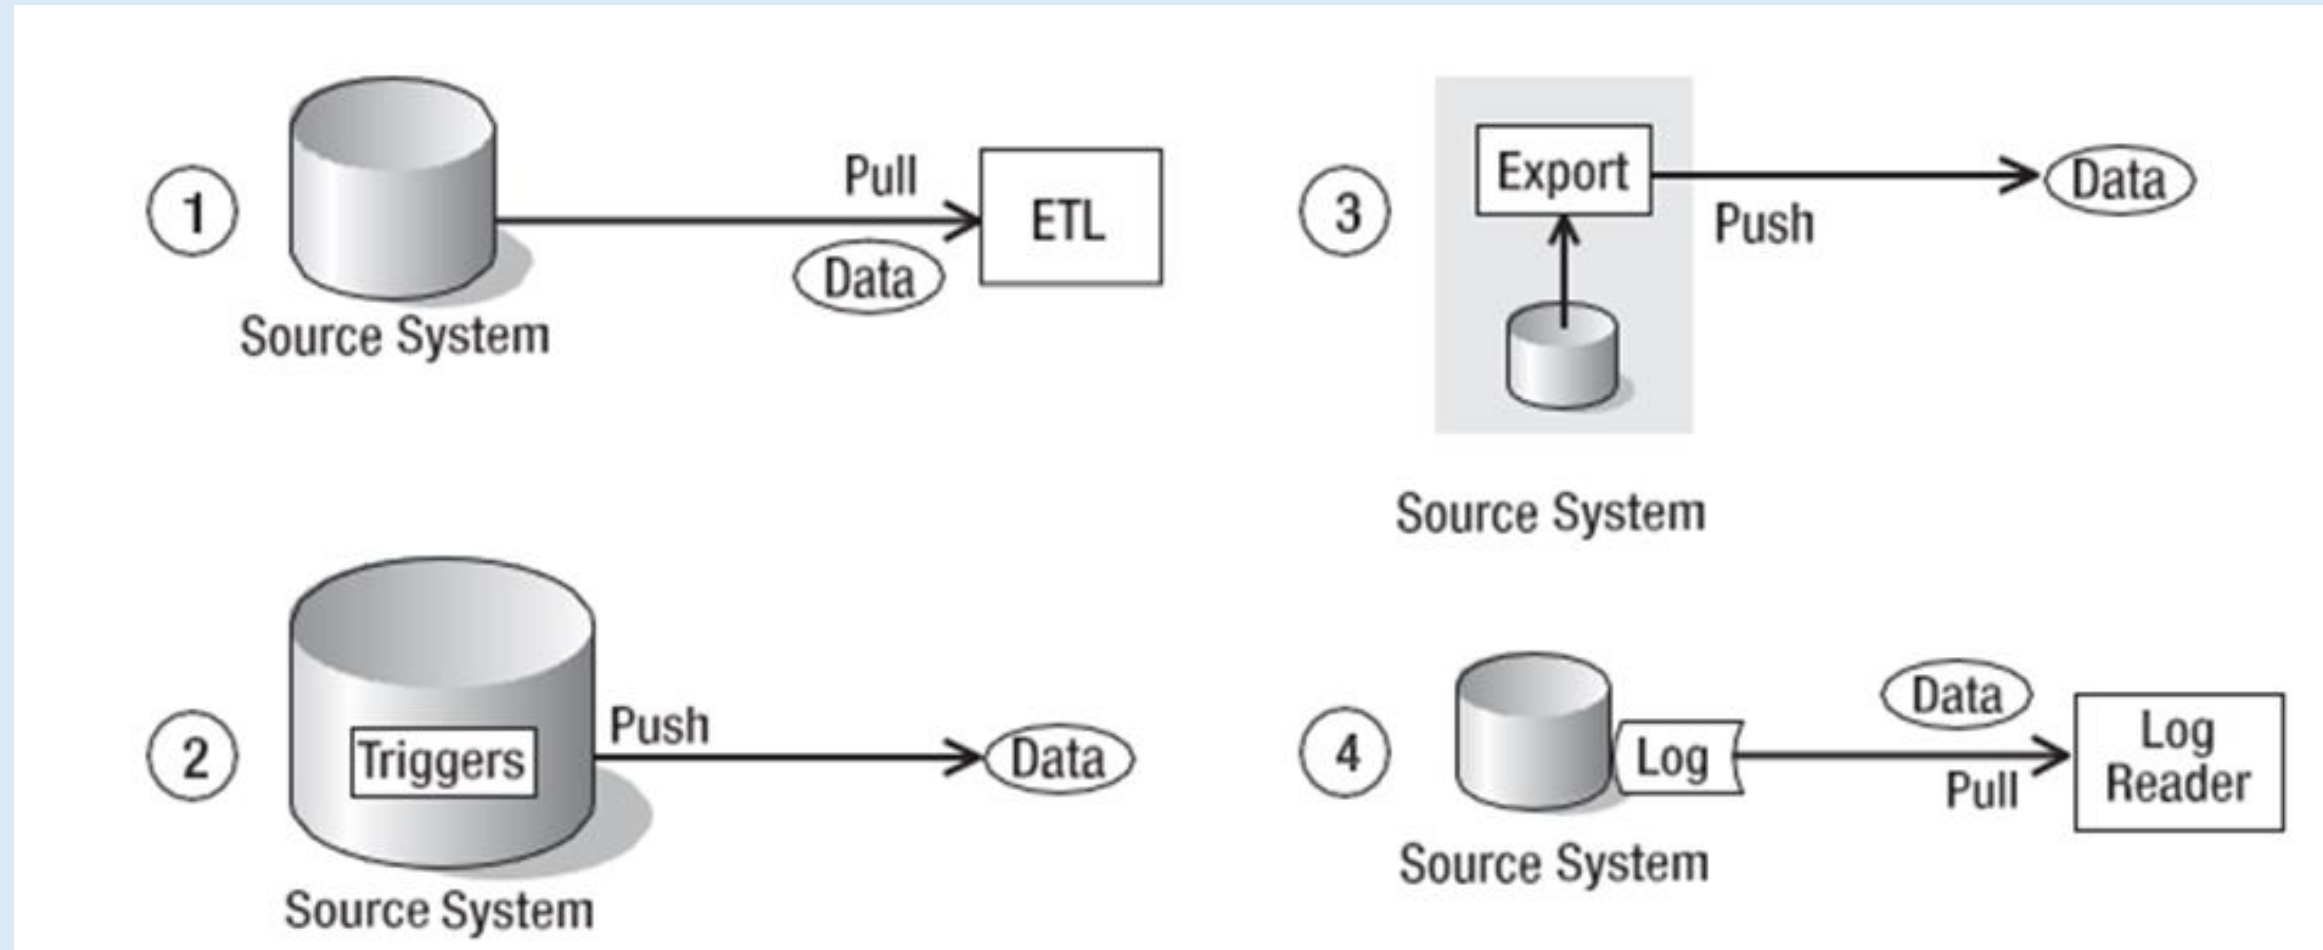 1
Source System
Pull
Data
ETL
2
Triggers
Source System
Push
Data
3
Export
Source System
Push
Data
4
Log
Source System
Data
Pull
Log
Reader